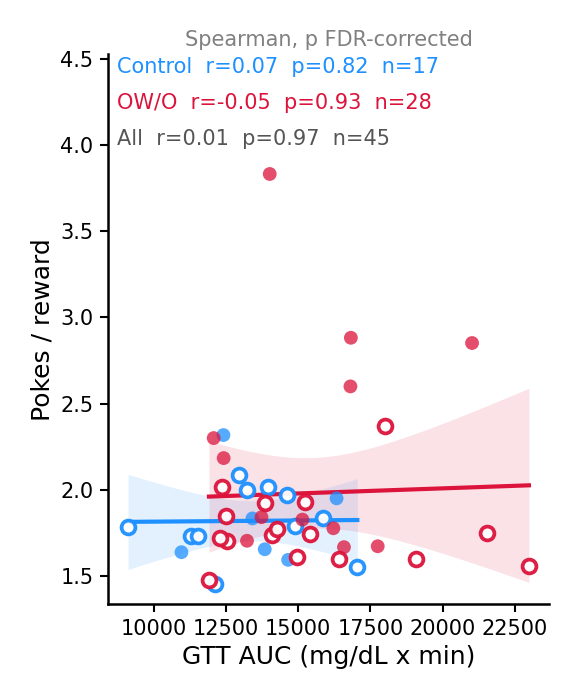 Spearman, p FDR-corrected
Control  r=0.07  p=0.82  n=17
OW/O  r=-0.05  p=0.93  n=28
All  r=0.01  p=0.97  n=45
4.5
4.0
3.5
3.0
2.5
2.0
1.5
Pokes / reward
10000 12500 15000 17500 20000 22500
GTT AUC (mg/dL x min)